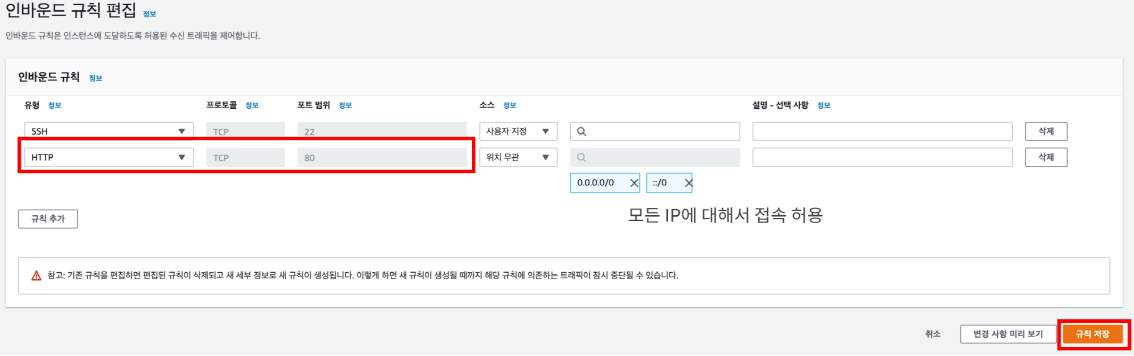 인바운드 규칙 편집 정보
인바운드 규칙은 인스턴스에 도달하도록 허용된 수신 트래픽을 제어합니다.
인바운드 규칙 정보
유형 정보 프로토콜 정보 포트 범위 정보 소스 정보 설명 - 선택 사항 정보
SSH TCP 22 사용자 지정 삭제
HTTP TCP 80 위치 무관 삭제
0.0.0.0/0 ::/0
모든 IP에 대해서 접속 허용
규칙 추가
참고: 기존 규칙을 편집하면 편집된 규칙이 삭제되고 새 세부 정보로 새 규칙이 생성됩니다. 이렇게 하면 새 규칙이 생성될 때까지 해당 규칙에 의존하는 트래픽이 잠시 중단될 수 있습니다.
취소 변경 사항 미리 보기 규칙 저장